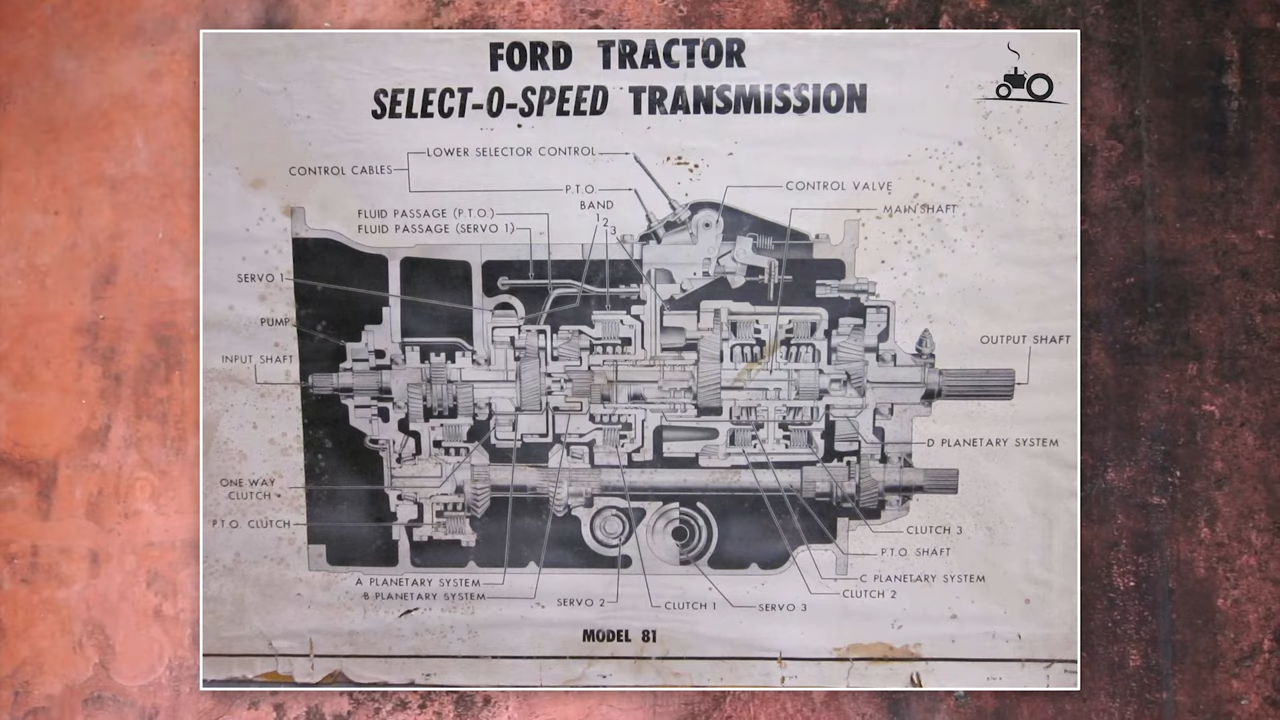 FORD TRACTOR
SELECT-O-SPEED TRANSMISSION
LOWER SELECTOR CONTROL
CONTROL CABLES
P.T.O.
CONTROL VALVE
BAND
1
2
3
MAINSHAFT
FLUID PASSAGE (P.T.O.)
FLUID PASSAGE (SERVO 1)
SERVO 1
PUMP
INPUT SHAFT
OUTPUT SHAFT
D PLANETARY SYSTEM
ONE WAY
CLUTCH
P.T.O. CLUTCH
CLUTCH 3
P.T.O. SHAFT
A PLANETARY SYSTEM
C PLANETARY SYSTEM
B PLANETARY SYSTEM
CLUTCH 2
SERVO 2
CLUTCH 1
SERVO 3
MODEL 81